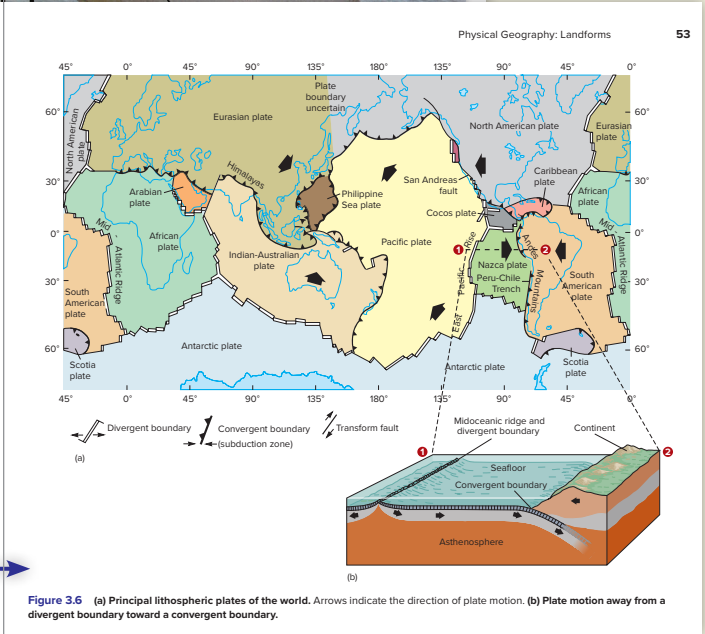 Physical Geography: Landforms 53
45° 0° 45° 90° 135° 180° 135° 90° 45° 0°
60°
30°
0°
30°
60°
60°
30°
0°
30°
60°
North American
plate
Eurasian plate
Plate
boundary
uncertain
North American plate
Eurasian
plate
Himalayas
Arabian
plate
Philippine
Sea plate
San Andreas
fault
Caribbean
plate
Cocos plate
African
plate
African
plate
Mid
Atlantic Ridge
Indian-Australian
plate
Pacific plate
East Pacific Rise
1
2
Nazca plate
Peru-Chile
Trench
Andes Mountains
South
American
plate
South
American
plate
Mid
Atlantic Ridge
Scotia
plate
Antarctic plate
Antarctic plate
Scotia
plate
45° 0° 45° 90° 135° 180° 135° 90° 45° 0°
Divergent boundary
Convergent boundary
(subduction zone)
Transform fault
(a)
Midoceanic ridge and
divergent boundary
Continent
1
2
Seafloor
Convergent boundary
Asthenosphere
(b)
Figure 3.6 (a) Principal lithospheric plates of the world. Arrows indicate the direction of plate motion. (b) Plate motion away from a
divergent boundary toward a convergent boundary.